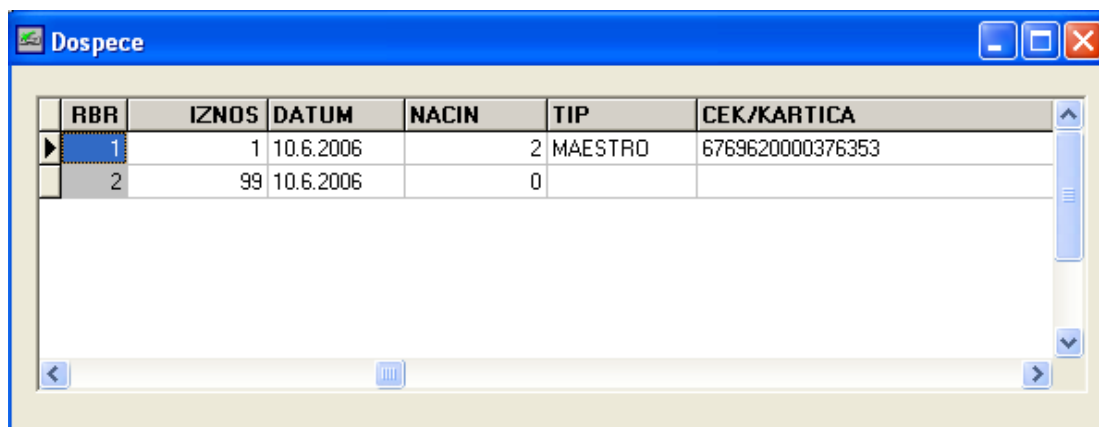 Dospece
RBR IZNOS DATUM NACIN TIP CEK/KARTICA
1 1 10.6.2006 2 MAESTRO 6769620000376353
2 99 10.6.2006 0